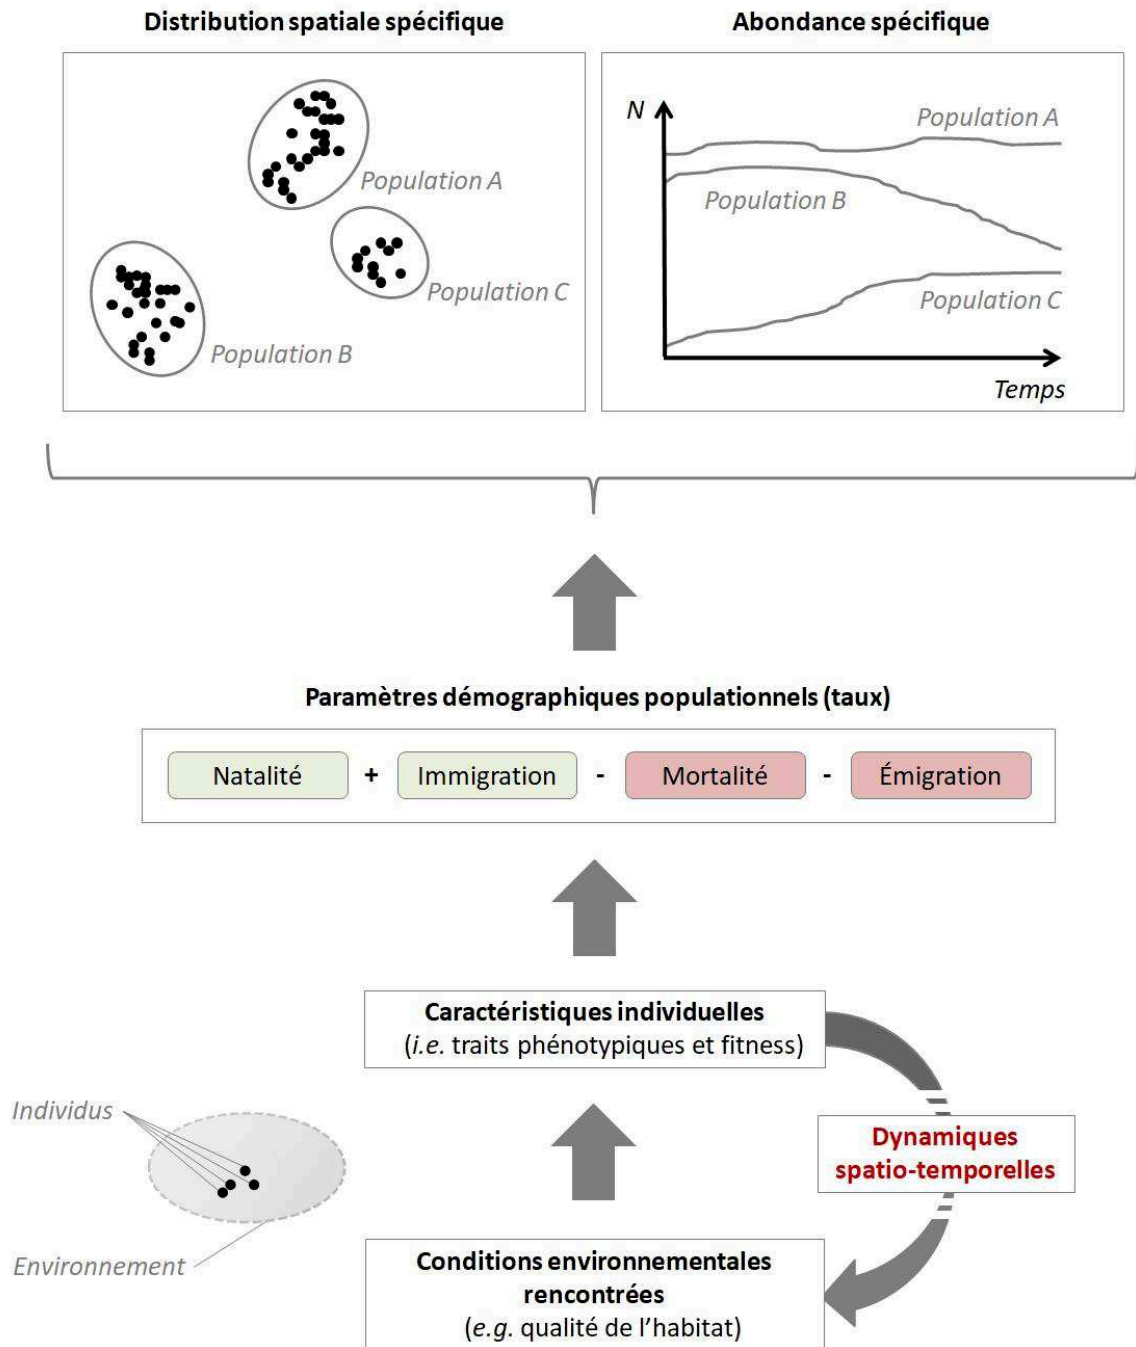 Distribution spatiale spécifique
Abondance spécifique
Population A
Population C
Population B
N
Population A
Population B
Population C
Temps
Paramètres démographiques populationnels (taux)
Natalité + Immigration - Mortalité - Émigration
Caractéristiques individuelles
(i.e. traits phénotypiques et fitness)
Individus
Environnement
Dynamiques
spatio-temporelles
Conditions environnementales
rencontrées
(e.g. qualité de l'habitat)